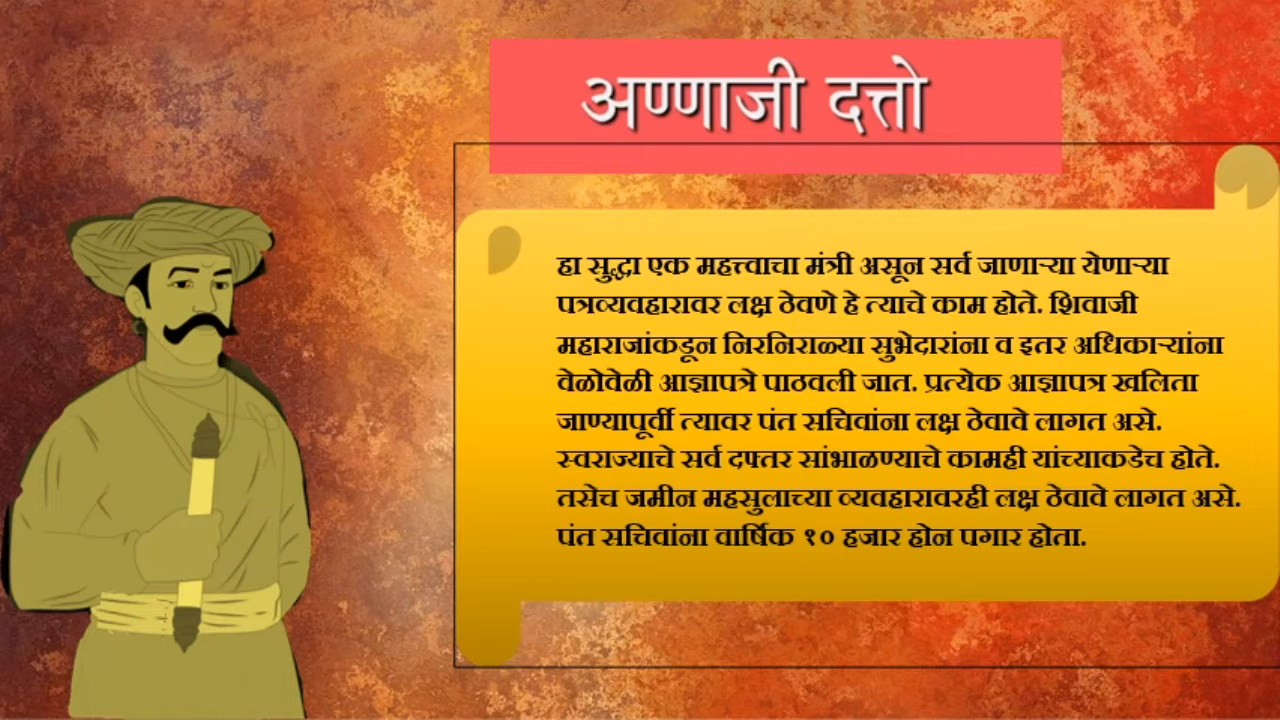 अण्णाजी दत्तो
हा सुद्धा एक महत्त्वाचा मंत्री असून सर्व जाणाऱ्या येणाऱ्या
पत्रव्यवहारावर लक्ष ठेवणे हे त्याचे काम होते. शिवाजी
महाराजांकडून निरनिराळ्या सुभेदारांना व इतर अधिकाऱ्यांना
वेळोवेळी आज्ञापत्रे पाठवली जात. प्रत्येक आज्ञापत्र खलिता
जाण्यापूर्वी त्यावर पंत सचिवांना लक्ष ठेवावे लागत असे.
स्वराज्याचे सर्व दफ्तर सांभाळण्याचे कामही यांच्याकडेच होते.
तसेच जमीन महसुलाच्या व्यवहारावरही लक्ष ठेवावे लागत असे.
पंत सचिवांना वार्षिक १० हजार होन पगार होता.